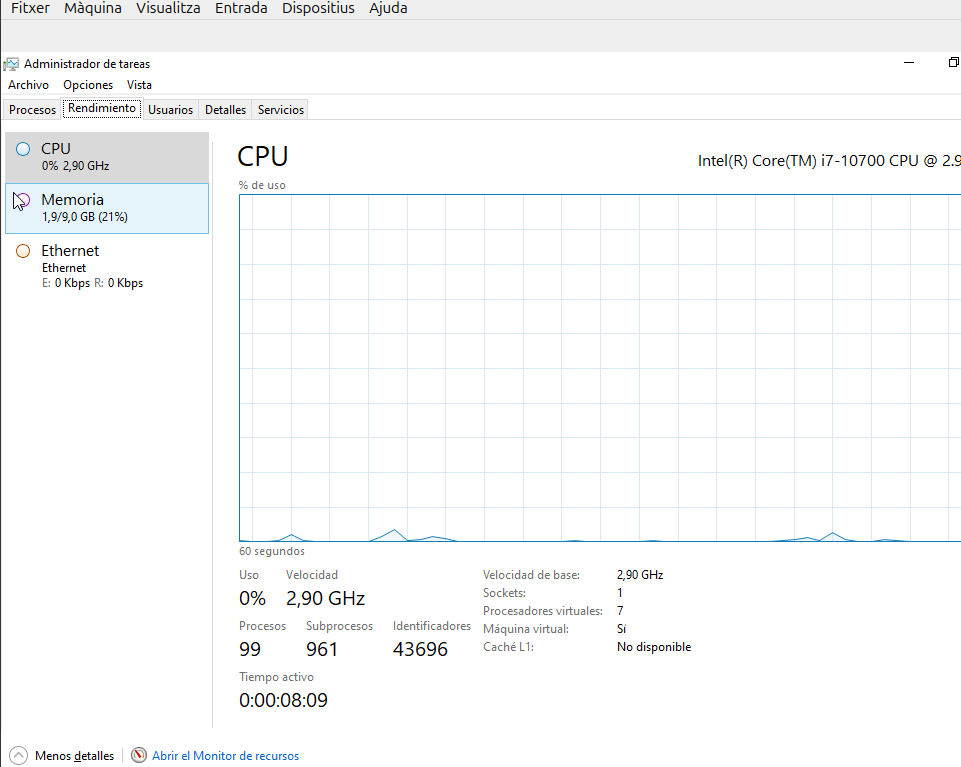 Fitxer Màquina Visualitza Entrada Dispositius Ajuda
Administrador de tareas
Archivo Opciones Vista
Procesos Rendimiento Usuarios Detalles Servicios
CPU
0% 2,90 GHz
Memoria
1,9/9,0 GB (21%)
Ethernet
Ethernet
E: 0 Kbps R: 0 Kbps
CPU
Intel(R) Core(TM) i7-10700 CPU @ 2.9
% de uso
60 segundos
Uso Velocidad
0% 2,90 GHz
Procesos Subprocesos Identificadores
99 961 43696
Tiempo activo
0:00:08:09
Velocidad de base: 2,90 GHz
Sockets: 1
Procesadores virtuales: 7
Máquina virtual: Sí
Caché L1: No disponible
Menos detalles Abrir el Monitor de recursos